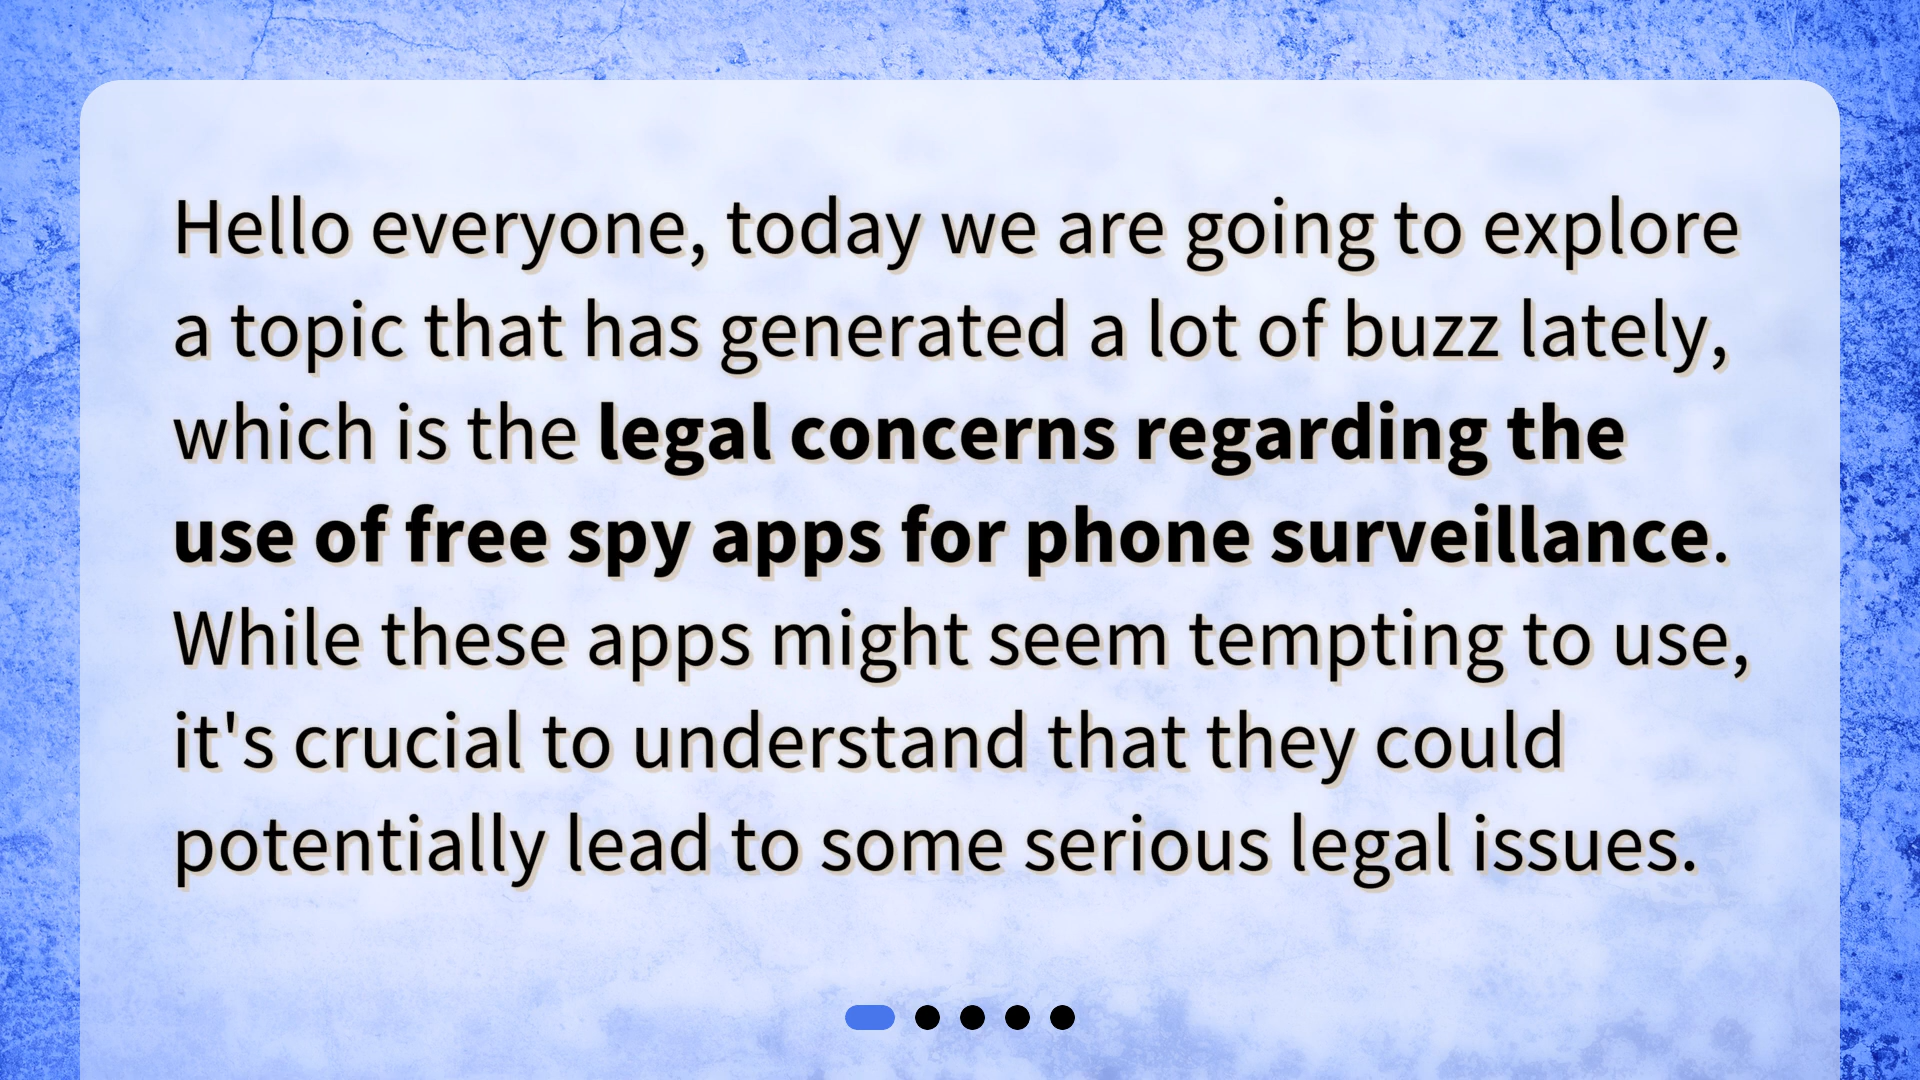 Hello everyone, today we are going to explore
a topic that has generated a lot of buzz lately,
which is the legal concerns regarding the
use of free spy apps for phone surveillance.
While these apps might seem tempting to use,
it's crucial to understand that they could
potentially lead to some serious legal issues.